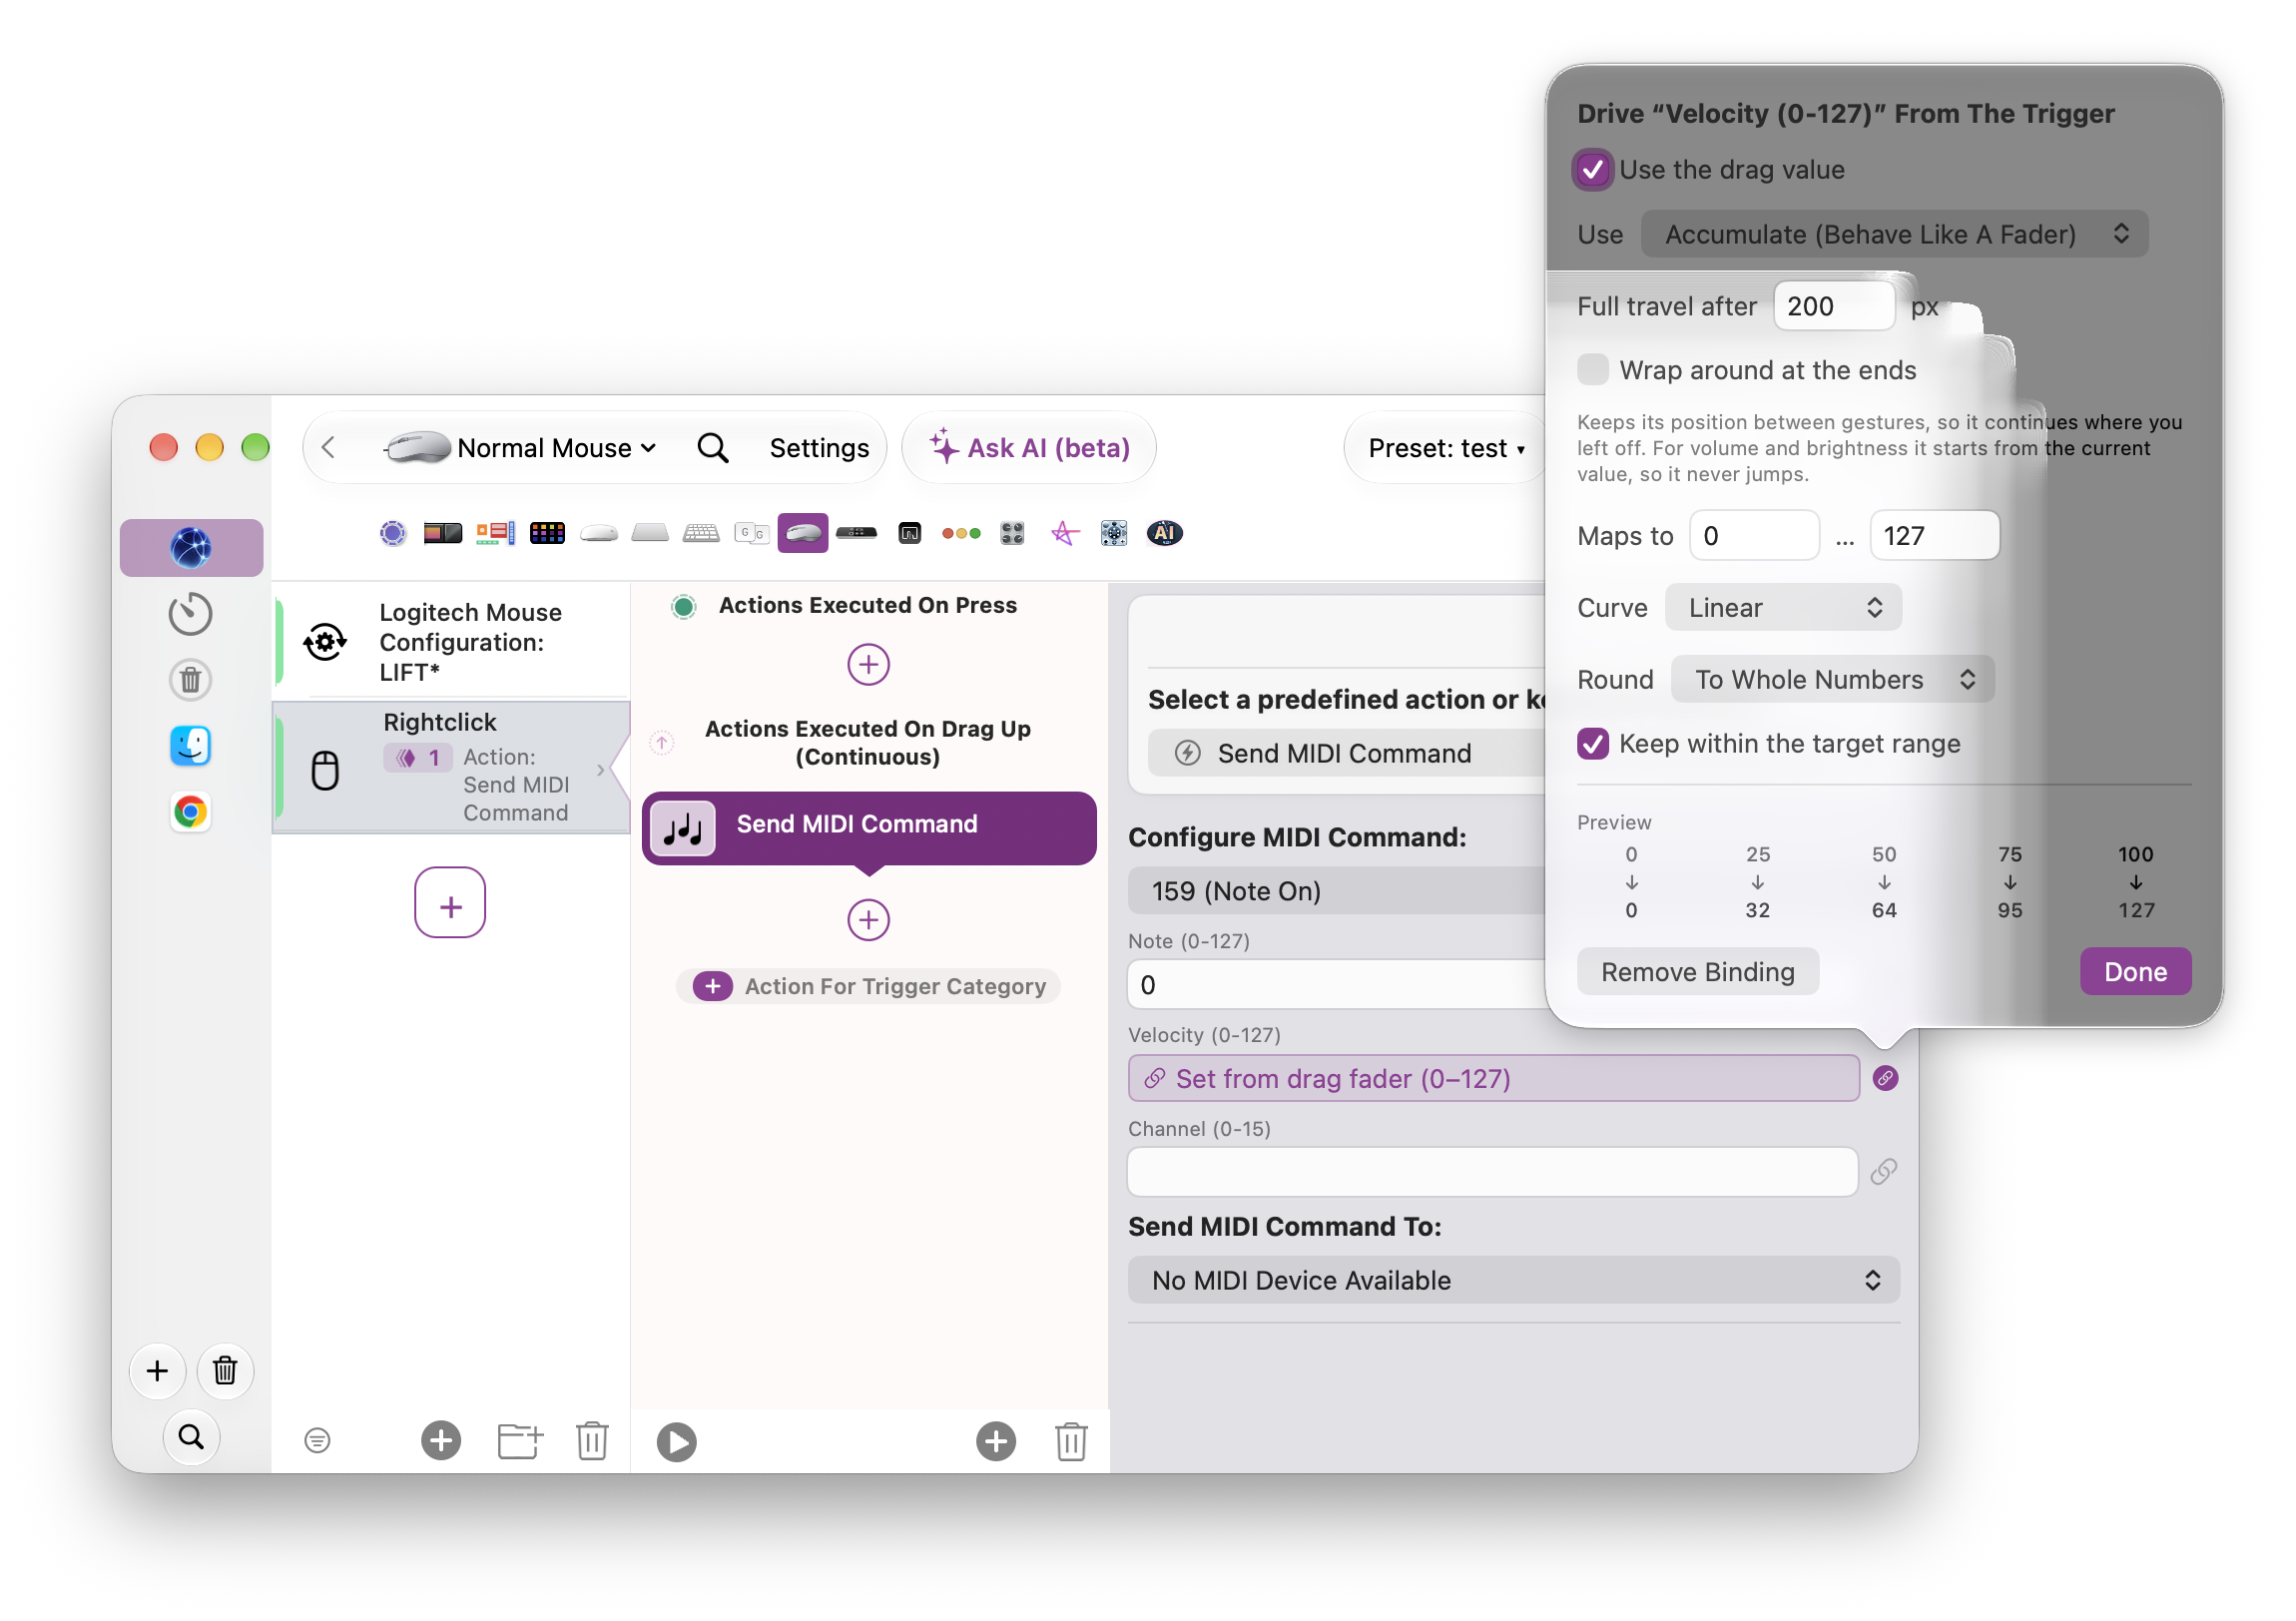 Drive “Velocity (0-127)” From The Trigger
Use the drag value
Use Accumulate (Behave Like A Fader)
Full travel after 200 px
Wrap around at the ends
Keeps its position between gestures, so it continues where you
left off. For volume and brightness it starts from the current
value, so it never jumps.
Maps to 0 ... 127
Curve Linear
Round To Whole Numbers
Keep within the target range
Preview
0 25 50 75 100
↓ ↓ ↓ ↓ ↓
0 32 64 95 127
Remove Binding Done
Normal Mouse Settings Ask AI (beta) Preset: test
G G AI
Logitech Mouse
Configuration:
LIFT*
Rightclick
1 Action:
Send MIDI
Command
Actions Executed On Press
Actions Executed On Drag Up
(Continuous)
Send MIDI Command
Action For Trigger Category
Select a predefined action or k
Send MIDI Command
Configure MIDI Command:
159 (Note On)
Note (0-127)
0
Velocity (0-127)
Set from drag fader (0–127)
Channel (0-15)
Send MIDI Command To:
No MIDI Device Available